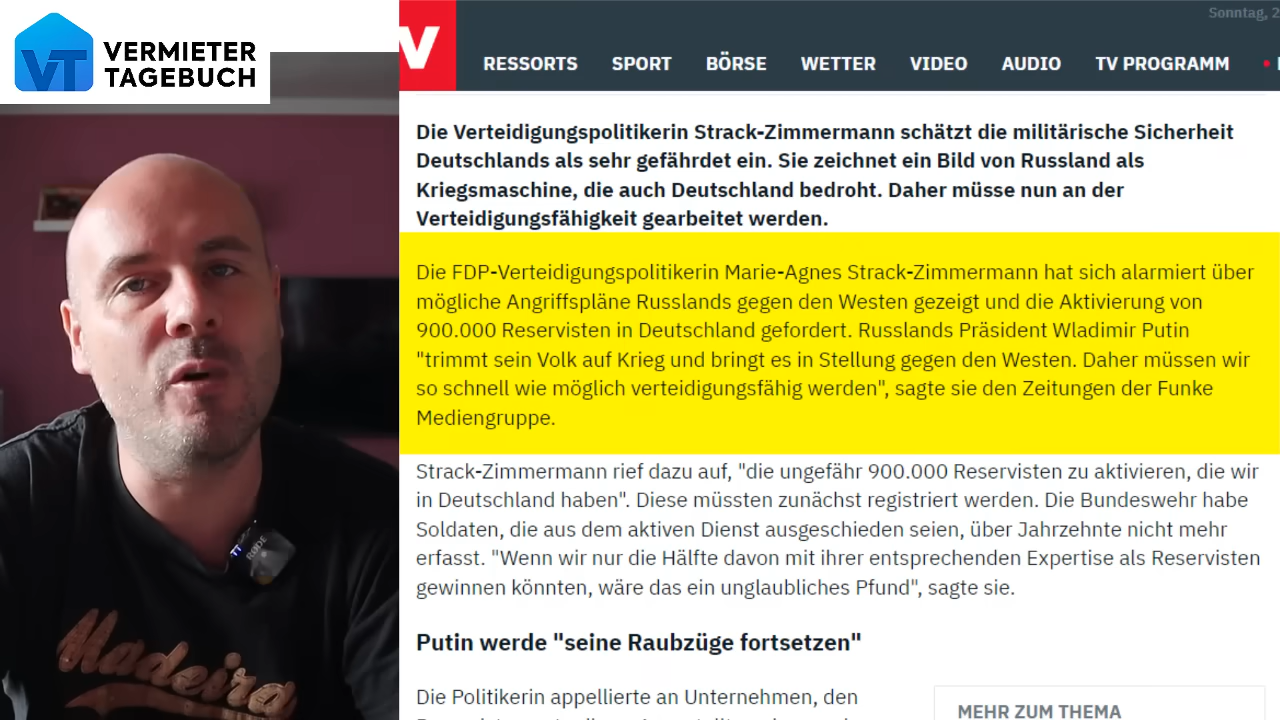 VERMIETER
TAGEBUCH
VT
Sonntag, 2
RESSORTS SPORT BÖRSE WETTER VIDEO AUDIO TV PROGRAMM
Die Verteidigungspolitikerin Strack-Zimmermann schätzt die militärische Sicherheit
Deutschlands als sehr gefährdet ein. Sie zeichnet ein Bild von Russland als
Kriegsmaschine, die auch Deutschland bedroht. Daher müsse nun an der
Verteidigungsfähigkeit gearbeitet werden.
Die FDP-Verteidigungspolitikerin Marie-Agnes Strack-Zimmermann hat sich alarmiert über
mögliche Angriffspläne Russlands gegen den Westen gezeigt und die Aktivierung von
900.000 Reservisten in Deutschland gefordert. Russlands Präsident Wladimir Putin
"trimmt sein Volk auf Krieg und bringt es in Stellung gegen den Westen. Daher müssen wir
so schnell wie möglich verteidigungsfähig werden", sagte sie den Zeitungen der Funke
Mediengruppe.
Strack-Zimmermann rief dazu auf, "die ungefähr 900.000 Reservisten zu aktivieren, die wir
in Deutschland haben". Diese müssten zunächst registriert werden. Die Bundeswehr habe
Soldaten, die aus dem aktiven Dienst ausgeschieden seien, über Jahrzehnte nicht mehr
erfasst. "Wenn wir nur die Hälfte davon mit ihrer entsprechenden Expertise als Reservisten
gewinnen könnten, wäre das ein unglaubliches Pfund", sagte sie.
Putin werde "seine Raubzüge fortsetzen"
Die Politikerin appellierte an Unternehmen, den
MEHR ZUM THEMA
RØDE
Madeira